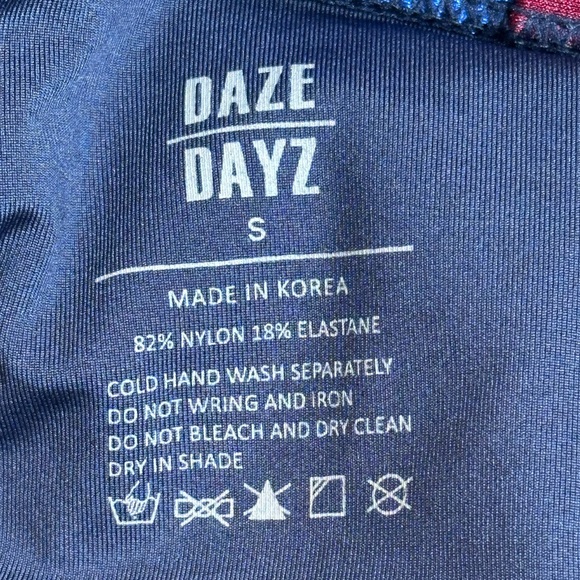 DAZE
DAYZ
S
MADE IN KOREA
82% NYLON 18% ELASTANE
COLD HAND WASH SEPARATELY
DO NOT WRING AND IRON
DO NOT BLEACH AND DRY CLEAN
DRY IN SHADE